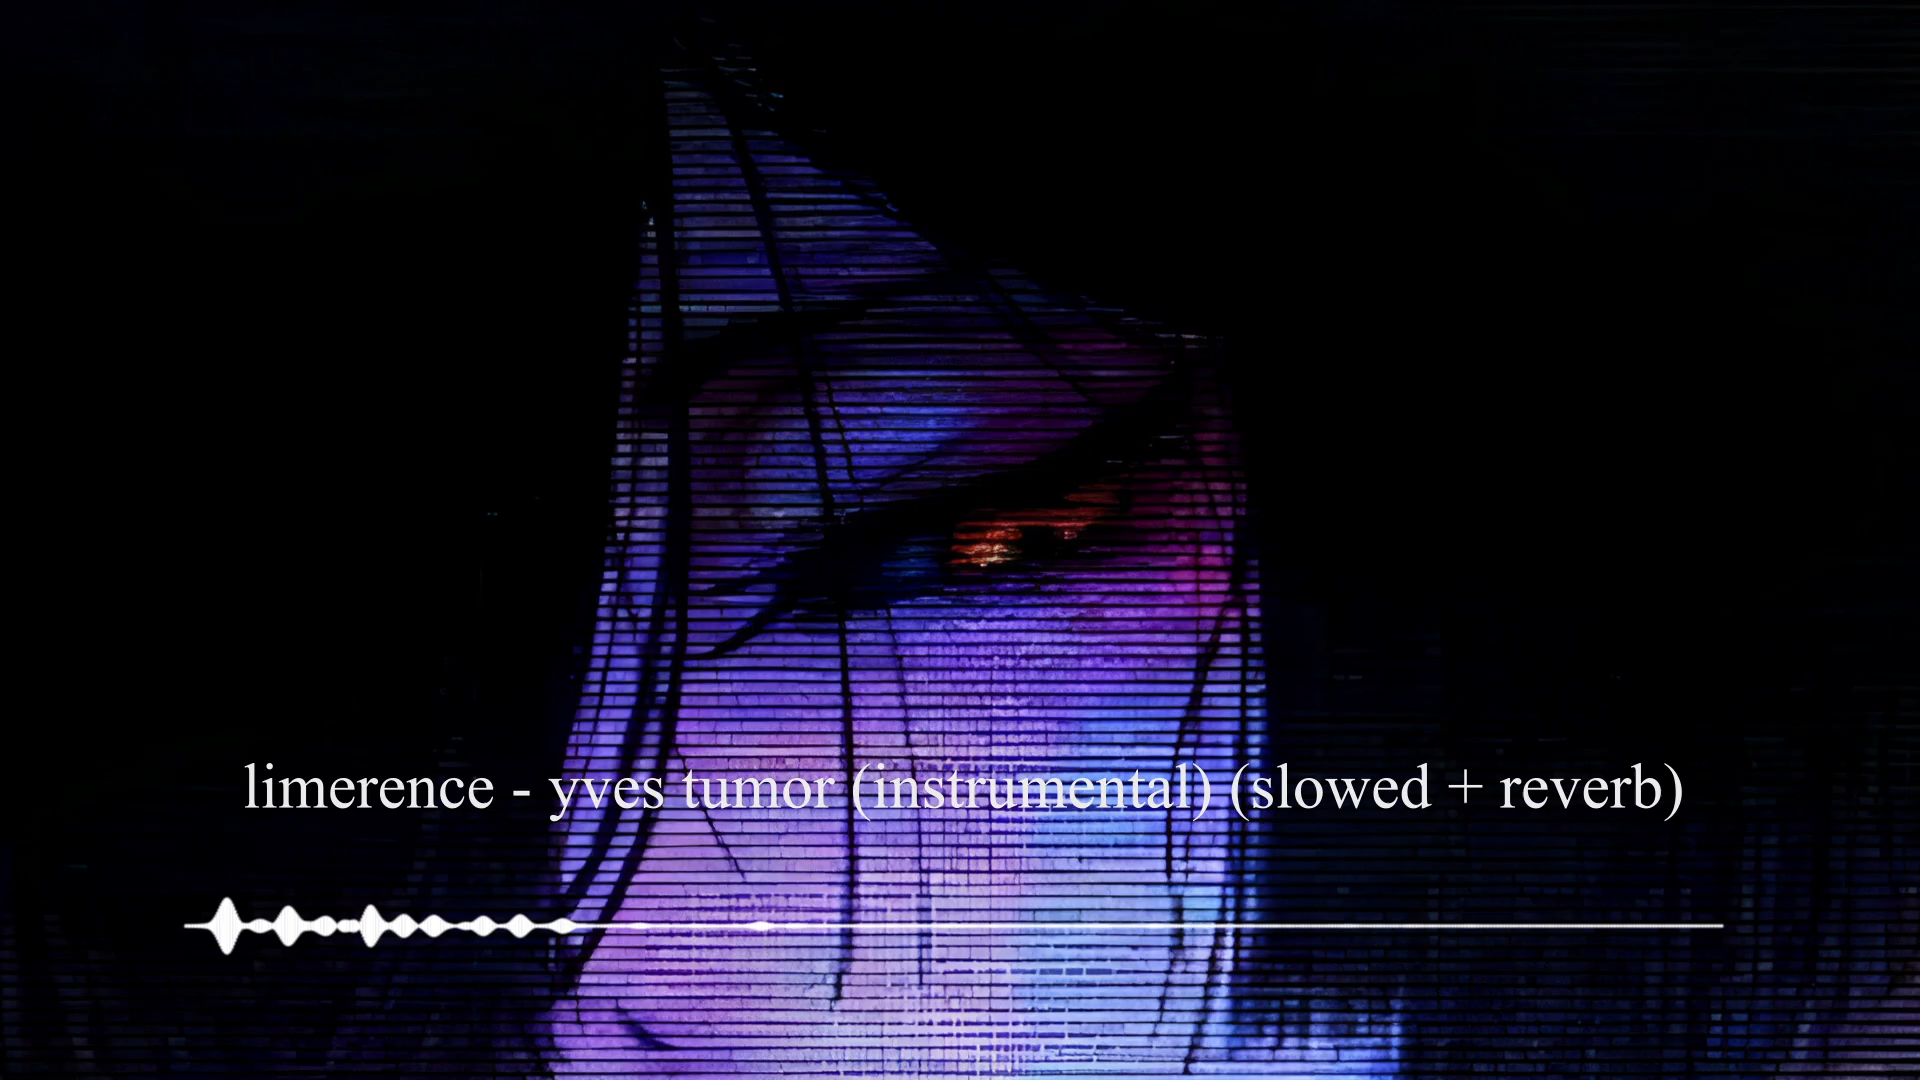 limerence - yves tumor (instrumental) (slowed + reverb)